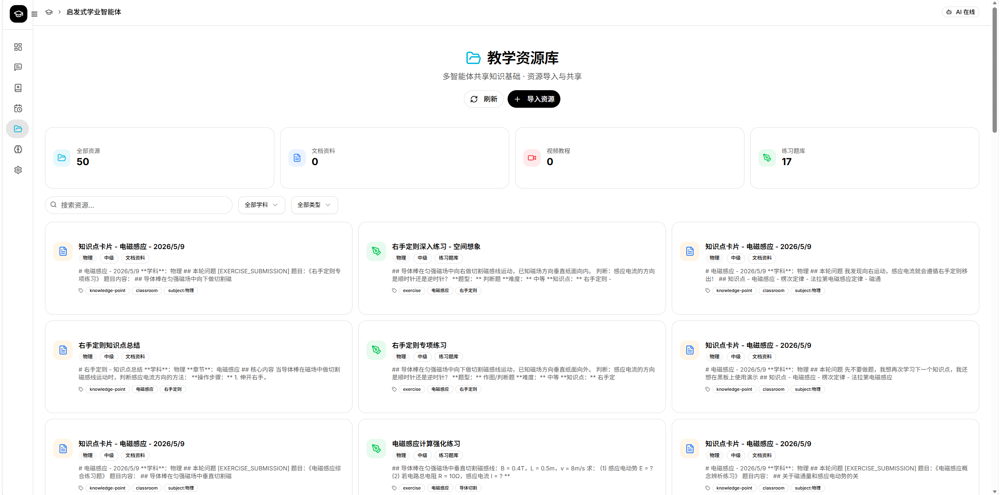 启发式学业智能体
AI 在线
教学资源库
多智能体共享知识基础 · 资源导入与共享
刷新
导入资源
全部资源
50
文档资料
0
视频教程
0
练习题库
17
搜索资源...
全部学科
全部类型
知识点卡片 - 电磁感应 - 2026/5/9
物理 中级 文档资料
# 电磁感应 - 2026/5/9 **学科**：物理 ## 本轮问题 [EXERCISE_SUBMISSION] 题目：《右手定则专
项练习》 题目内容： ## 导体棒在匀强磁场中向下做切割磁
knowledge-point classroom subject:物理
右手定则深入练习 - 空间想象
物理 中级 练习题库
## 导体棒在匀强磁场中向右做切割磁感线运动，已知磁场方向垂直纸面向内。 判断：感应电流的方向
是顺时针还是逆时针？ **题型：** 判断题 **难度：** 中等 **知识点：** 右手定则 -
exercise 电磁感应 右手定则
知识点卡片 - 电磁感应 - 2026/5/9
物理 中级 文档资料
# 电磁感应 - 2026/5/9 **学科**：物理 ## 本轮问题 我发现向右运动，感应电流就会遵循右手定则移
出！ ## 知识点 - 电磁感应 - 楞次定律 - 法拉第电磁感应定律 - 磁通
knowledge-point classroom subject:物理
右手定则知识点总结
物理 中级 文档资料
# 右手定则 - 知识点总结 **学科**：物理 **章节**：电磁感应 ## 核心内容 当导体棒在磁场中做切割
磁感线运动时，判断感应电流方向的方法： **操作步骤：** 1. 伸开右手，
knowledge-point 电磁感应 右手定则
右手定则专项练习
物理 中级 练习题库
## 导体棒在匀强磁场中向下做切割磁感线运动，已知磁场方向垂直纸面向外。 判断：感应电流的方向
是顺时针还是逆时针？ **题型：** 作图/判断题 **难度：** 中等 **知识点：** 右手定
exercise 电磁感应 右手定则
知识点卡片 - 电磁感应 - 2026/5/9
物理 中级 文档资料
# 电磁感应 - 2026/5/9 **学科**：物理 ## 本轮问题 先不要做题，我想再次学习下一个知识点，我还
想在黑板上使用演示 ## 知识点 - 电磁感应 - 楞次定律 - 法拉第电磁感应
knowledge-point classroom subject:物理
知识点卡片 - 电磁感应 - 2026/5/9
物理 中级 文档资料
# 电磁感应 - 2026/5/9 **学科**：物理 ## 本轮问题 [EXERCISE_SUBMISSION] 题目：《电磁感应综
合练习题》 题目内容： ## 导体棒在匀强磁场中垂直切割磁
knowledge-point classroom subject:物理
电磁感应计算强化练习
物理 中级 练习题库
## 导体棒在匀强磁场中垂直切割磁感线：B = 0.4T，L = 0.5m，v = 8m/s 求： (1) 感应电动势 E = ?
(2) 若电路总电阻 R = 10Ω，感应电流 I = ? **
exercise 电磁感应 导体切割
知识点卡片 - 电磁感应 - 2026/5/9
物理 中级 文档资料
# 电磁感应 - 2026/5/9 **学科**：物理 ## 本轮问题 [EXERCISE_SUBMISSION] 题目：《电磁感应概
念辨析练习》 题目内容： ## 关于磁通量和感应电动势的关
knowledge-point classroom subject:物理